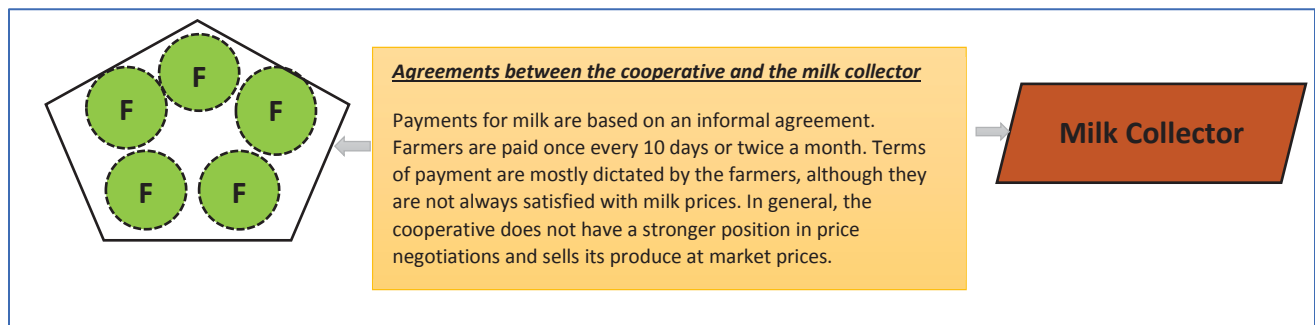 F
F
F
F
F
Agreements between the cooperative and the milk collector
Payments for milk are based on an informal agreement.
Farmers are paid once every 10 days or twice a month. Terms
of payment are mostly dictated by the farmers, although they
are not always satisfied with milk prices. In general, the
cooperative does not have a stronger position in price
negotiations and sells its produce at market prices.
Milk Collector